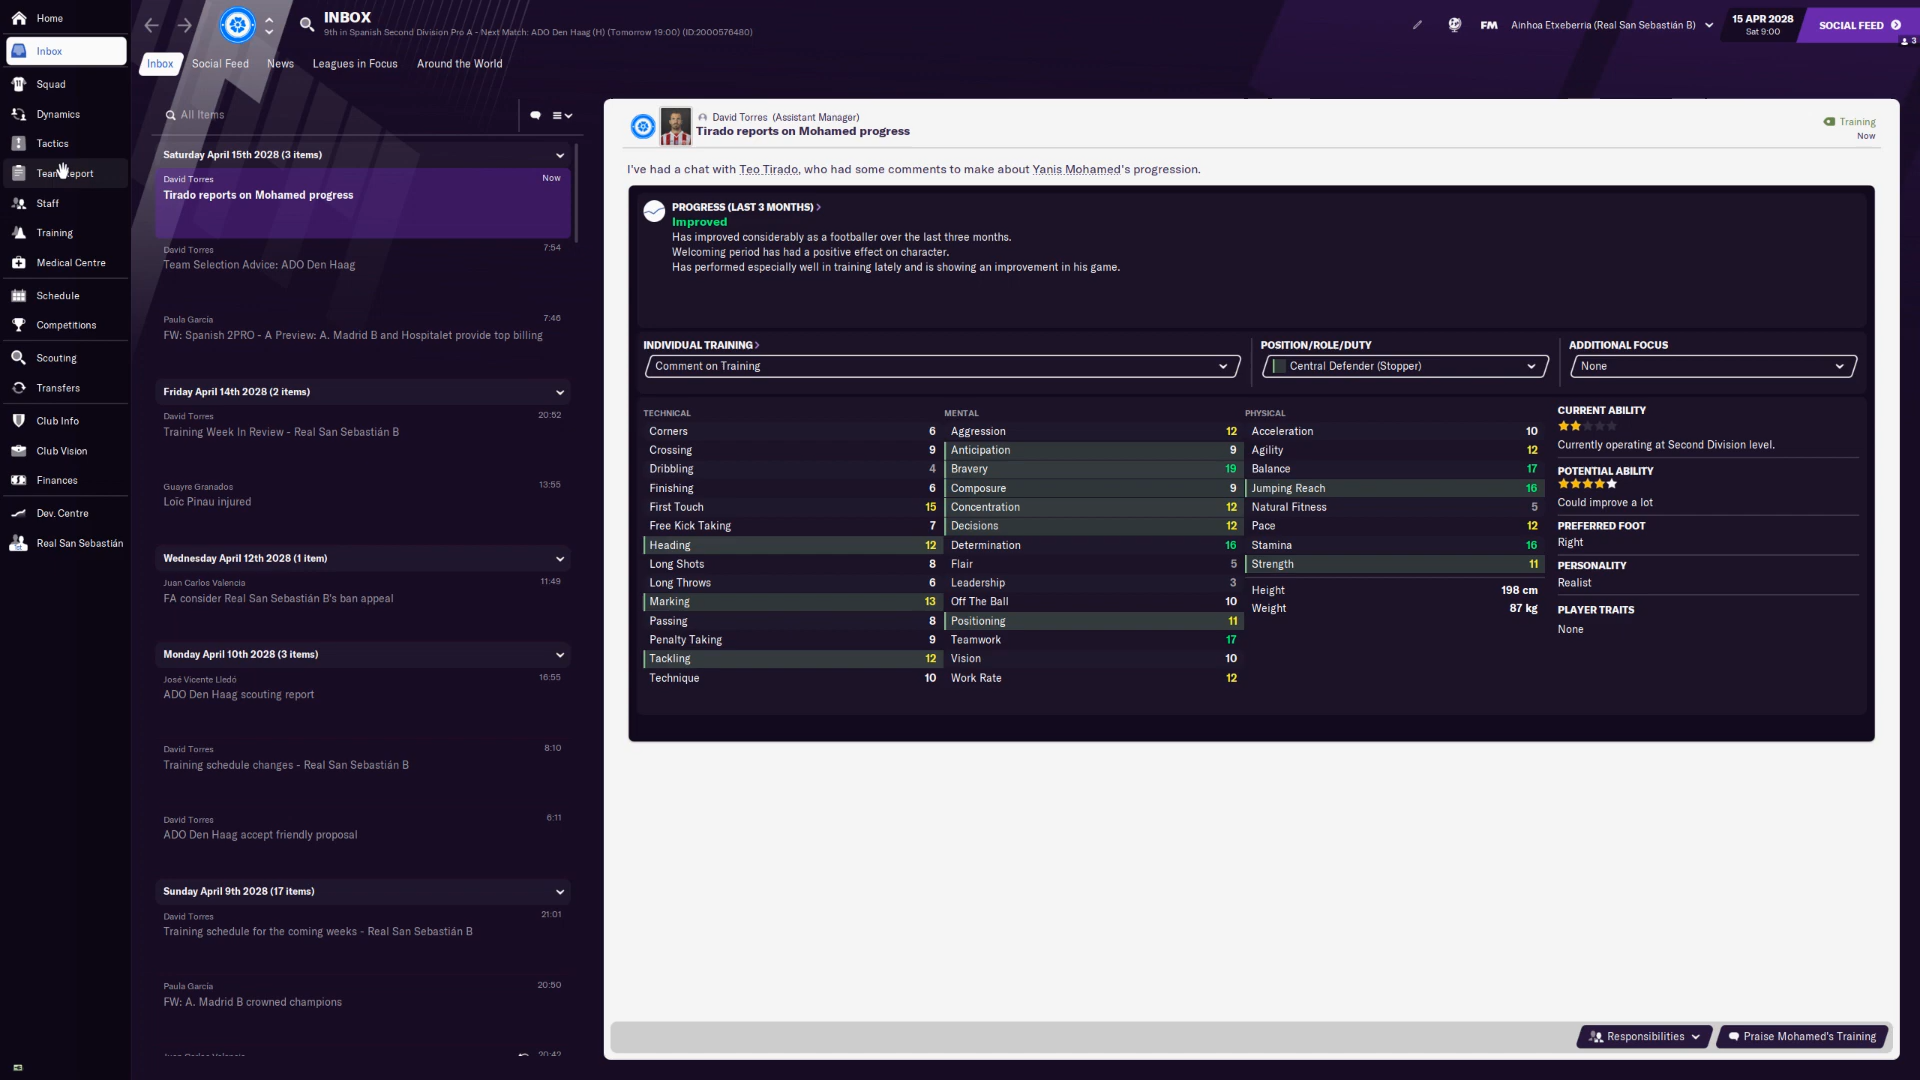 Home
Inbox
Squad
Dynamics
Tactics
Team Report
Staff
Training
Medical Centre
Schedule
Competitions
Scouting
Transfers
Club Info
Club Vision
Finances
Dev. Centre
Real San Sebastián
INBOX
9th in Spanish Second Division Pro A - Next Match: ADO Den Haag (H) (Tomorrow 19:00) (ID:2000576480)
FM
Ainhoa Etxeberria (Real San Sebastián B)
15 APR 2028
Sat 9:00
SOCIAL FEED
3
Inbox Social Feed News Leagues in Focus Around the World
All Items
Saturday April 15th 2028 (3 items)
David Torres Now
Tirado reports on Mohamed progress
David Torres 7:54
Team Selection Advice: ADO Den Haag
Paula García 7:46
FW: Spanish 2PRO - A Preview: A. Madrid B and Hospitalet provide top billing
Friday April 14th 2028 (2 items)
David Torres 20:52
Training Week In Review - Real San Sebastián B
Guayre Granados 13:55
Loïc Pinau injured
Wednesday April 12th 2028 (1 item)
Juan Carlos Valencia 11:49
FA consider Real San Sebastián B's ban appeal
Monday April 10th 2028 (3 items)
José Vicente Lledó 16:55
ADO Den Haag scouting report
David Torres 8:10
Training schedule changes - Real San Sebastián B
David Torres 6:11
ADO Den Haag accept friendly proposal
Sunday April 9th 2028 (17 items)
David Torres 21:01
Training schedule for the coming weeks - Real San Sebastián B
Paula García 20:50
FW: A. Madrid B crowned champions
Juan Carlos Valencia 20:42
David Torres (Assistant Manager)
Tirado reports on Mohamed progress
Training
Now
I've had a chat with Teo Tirado, who had some comments to make about Yanis Mohamed's progression.
PROGRESS (LAST 3 MONTHS)
Improved
Has improved considerably as a footballer over the last three months.
Welcoming period has had a positive effect on character.
Has performed especially well in training lately and is showing an improvement in his game.
INDIVIDUAL TRAINING
Comment on Training
POSITION/ROLE/DUTY
Central Defender (Stopper)
ADDITIONAL FOCUS
None
TECHNICAL
Corners 6
Crossing 9
Dribbling 4
Finishing 6
First Touch 15
Free Kick Taking 7
Heading 12
Long Shots 8
Long Throws 6
Marking 13
Passing 8
Penalty Taking 9
Tackling 12
Technique 10
MENTAL
Aggression 12
Anticipation 9
Bravery 19
Composure 9
Concentration 12
Decisions 12
Determination 16
Flair 5
Leadership 3
Off The Ball 10
Positioning 11
Teamwork 17
Vision 10
Work Rate 12
PHYSICAL
Acceleration 10
Agility 12
Balance 17
Jumping Reach 16
Natural Fitness 5
Pace 12
Stamina 16
Strength 11
Height 198 cm
Weight 87 kg
CURRENT ABILITY
Currently operating at Second Division level.
POTENTIAL ABILITY
Could improve a lot
PREFERRED FOOT
Right
PERSONALITY
Realist
PLAYER TRAITS
None
Responsibilities
Praise Mohamed's Training